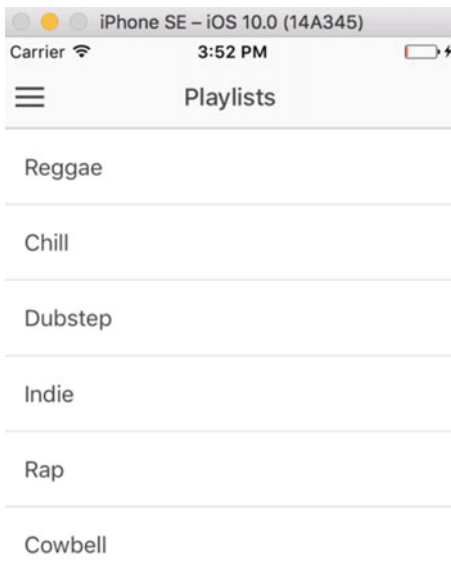 iPhone SE – iOS 10.0 (14A345)
Carrier 3:52 PM
Playlists
Reggae
Chill
Dubstep
Indie
Rap
Cowbell